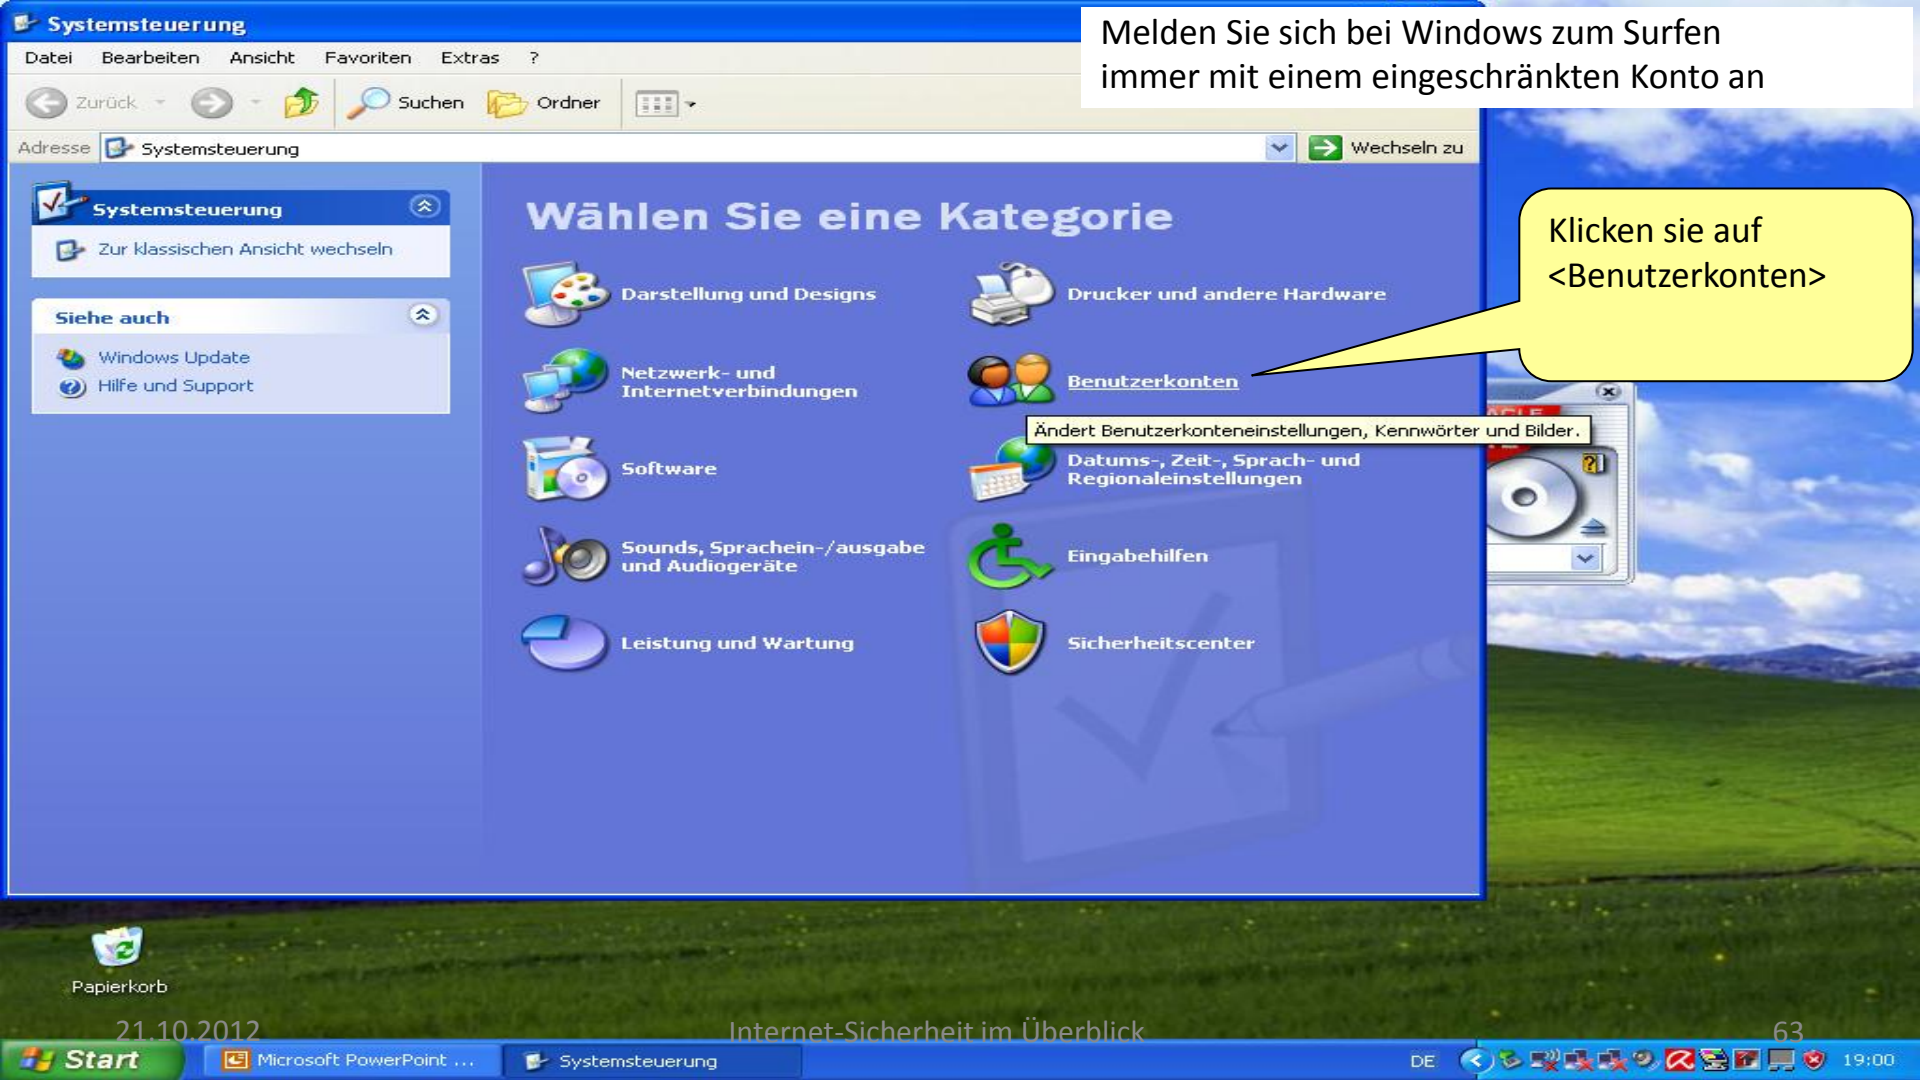 Systemsteuerung
Melden Sie sich bei Windows zum Surfen
immer mit einem eingeschränkten Konto an
Datei Bearbeiten Ansicht Favoriten Extras ?
Zurück Suchen Ordner
Adresse Systemsteuerung Wechseln zu
Systemsteuerung
Zur klassischen Ansicht wechseln
Siehe auch
Windows Update
Hilfe und Support
Wählen Sie eine Kategorie
Darstellung und Designs
Drucker und andere Hardware
Netzwerk- und
Internetverbindungen
Benutzerkonten
Ändert Benutzerkonteneinstellungen, Kennwörter und Bilder.
Software
Datums-, Zeit-, Sprach- und
Regionaleinstellungen
Sounds, Sprachein-/ausgabe
und Audiogeräte
Eingabehilfen
Leistung und Wartung
Sicherheitscenter
Klicken sie auf
<Benutzerkonten>
Papierkorb
21.10.2012 Internet-Sicherheit im Überblick 63
Start Microsoft PowerPoint ... Systemsteuerung DE 19:00